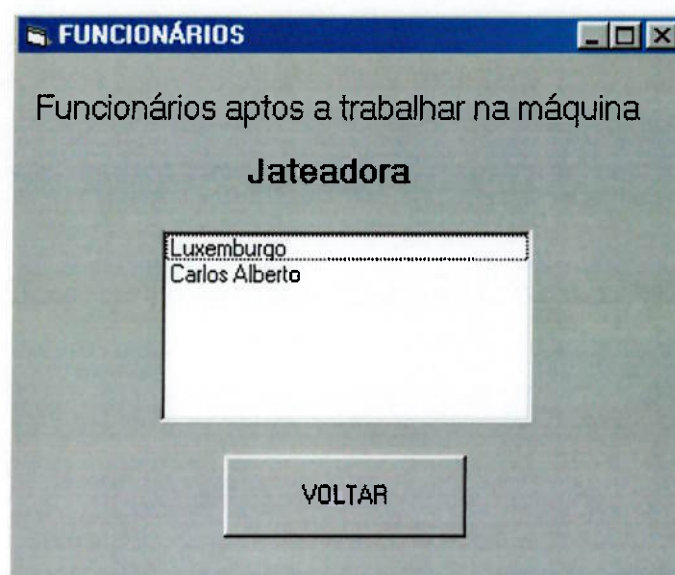 FUNCIONÁRIOS
Funcionários aptos a trabalhar na máquina
Jateadora
Luxemburgo
Carlos Alberto
VOLTAR